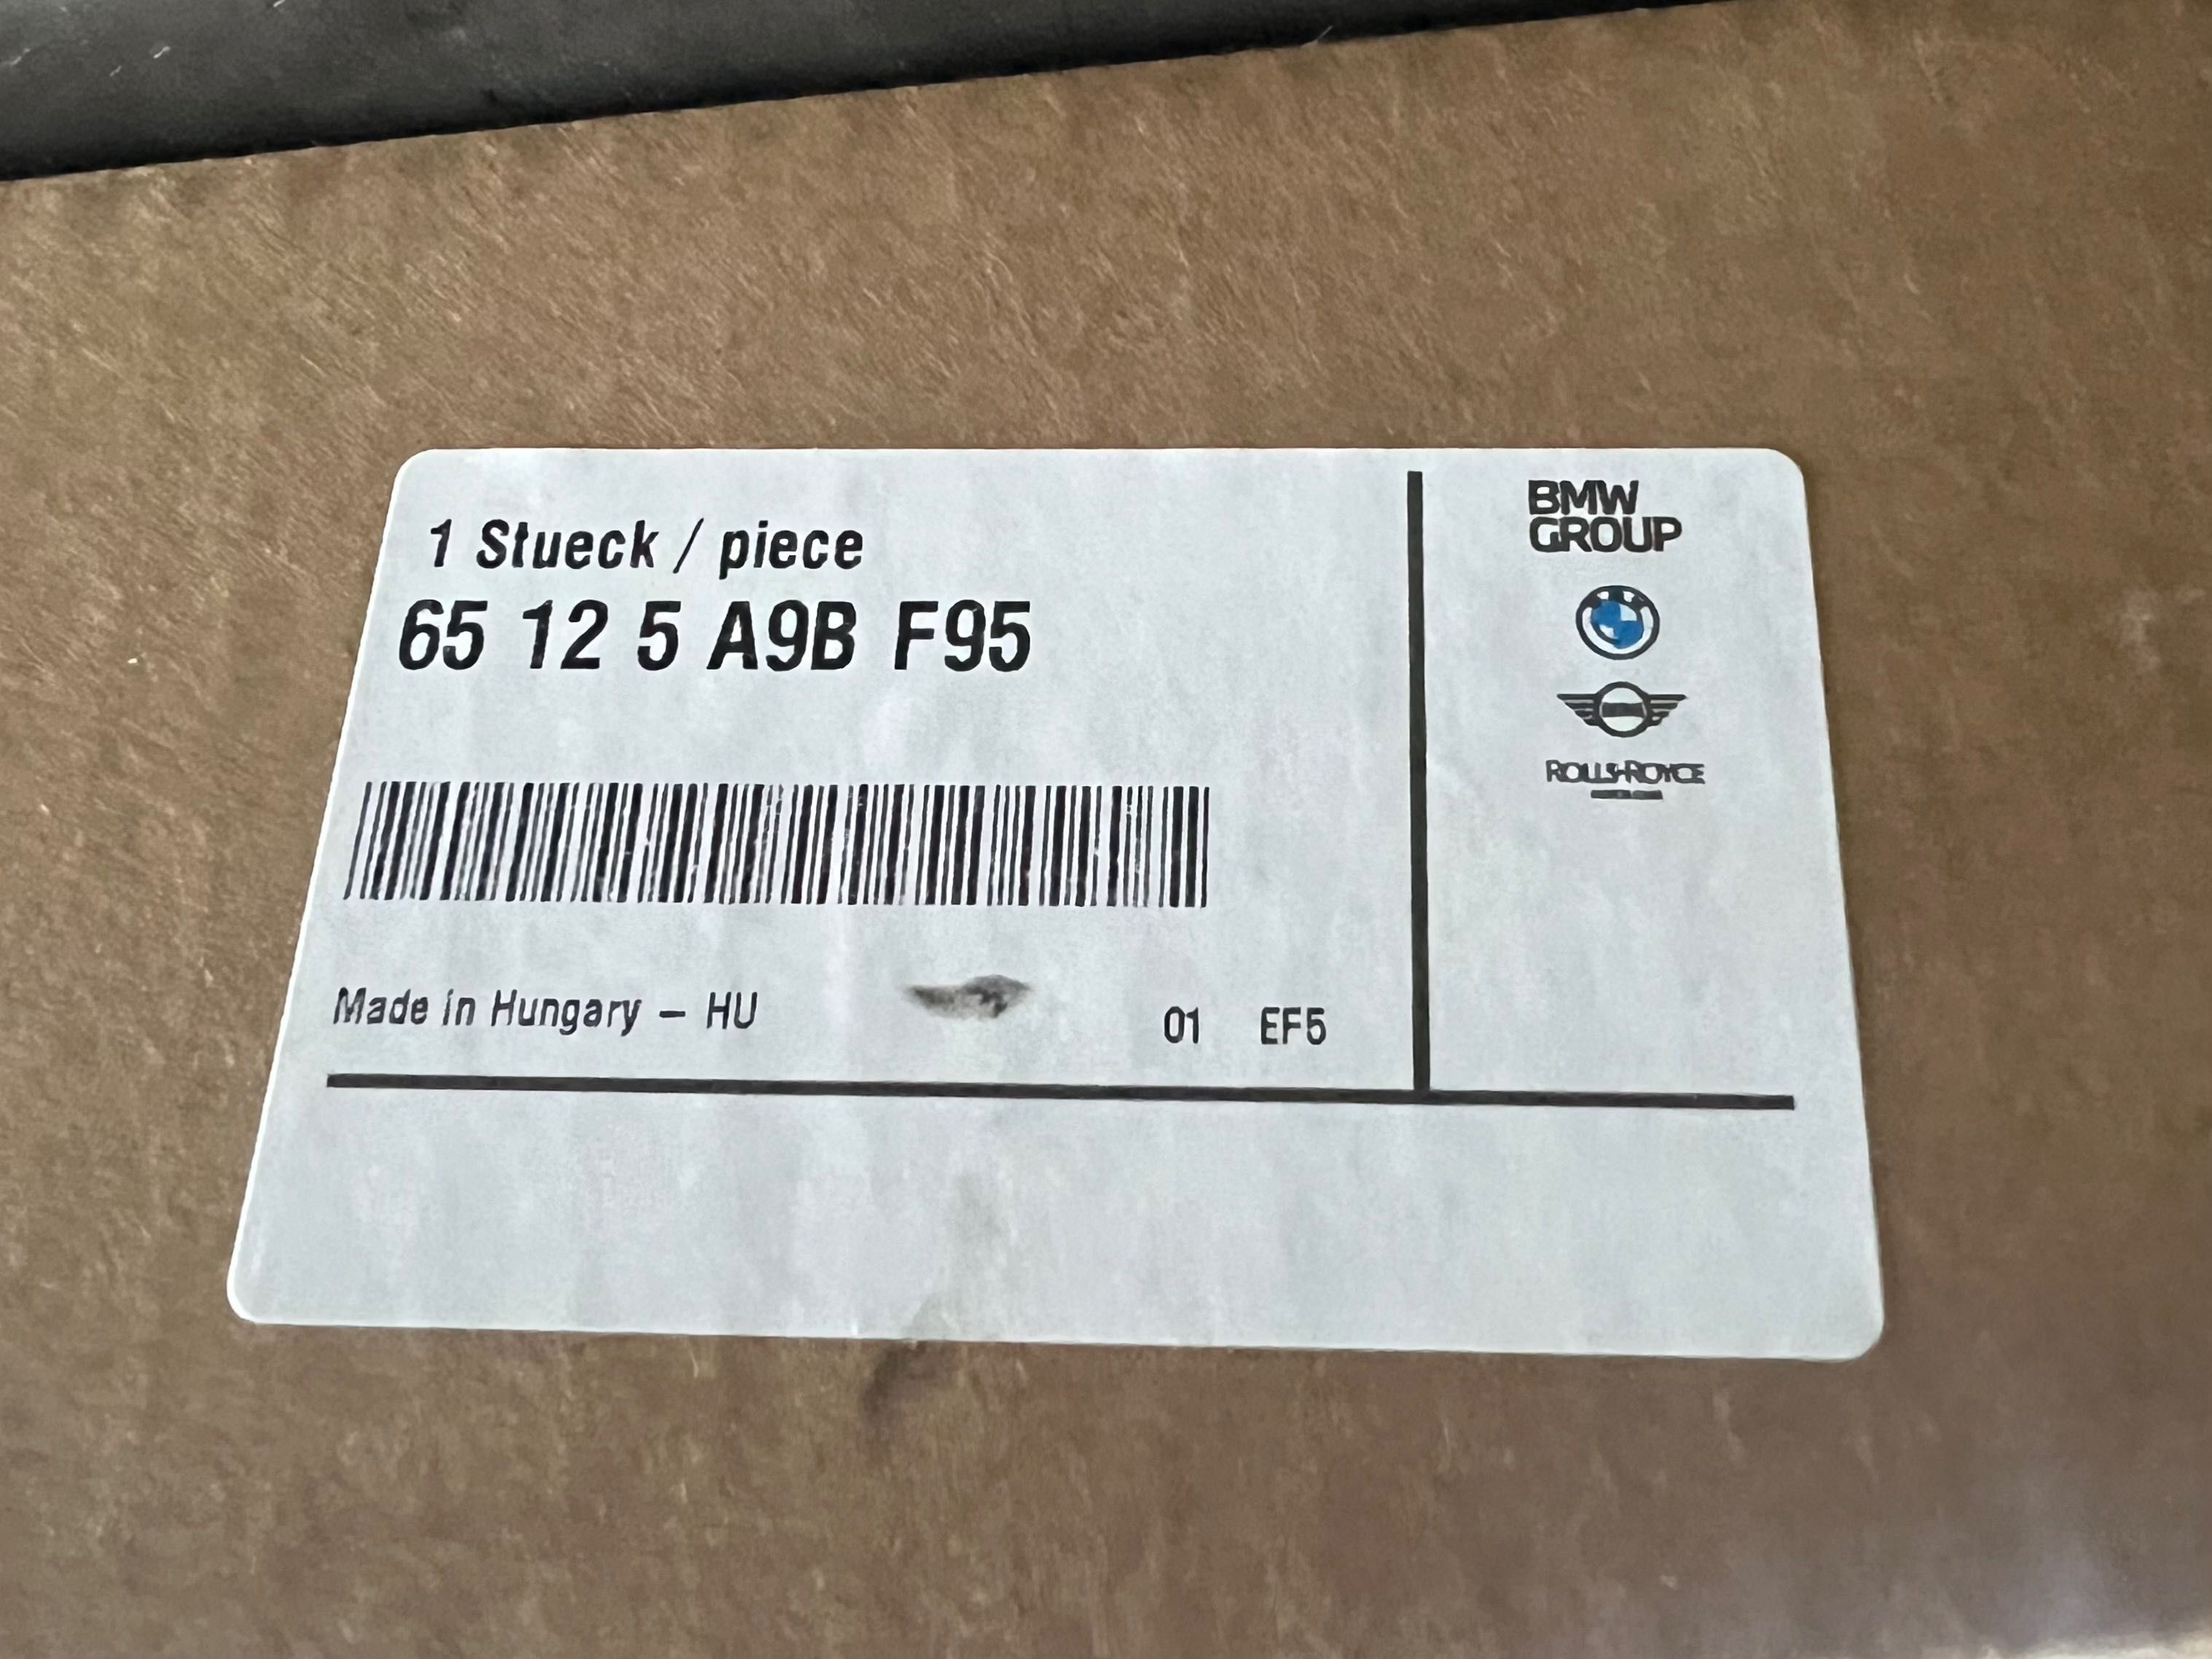 1 Stueck / piece
65 12 5 A9B F95
Made in Hungary – HU
01 EF5
BMW
GROUP
ROLLS-ROYCE